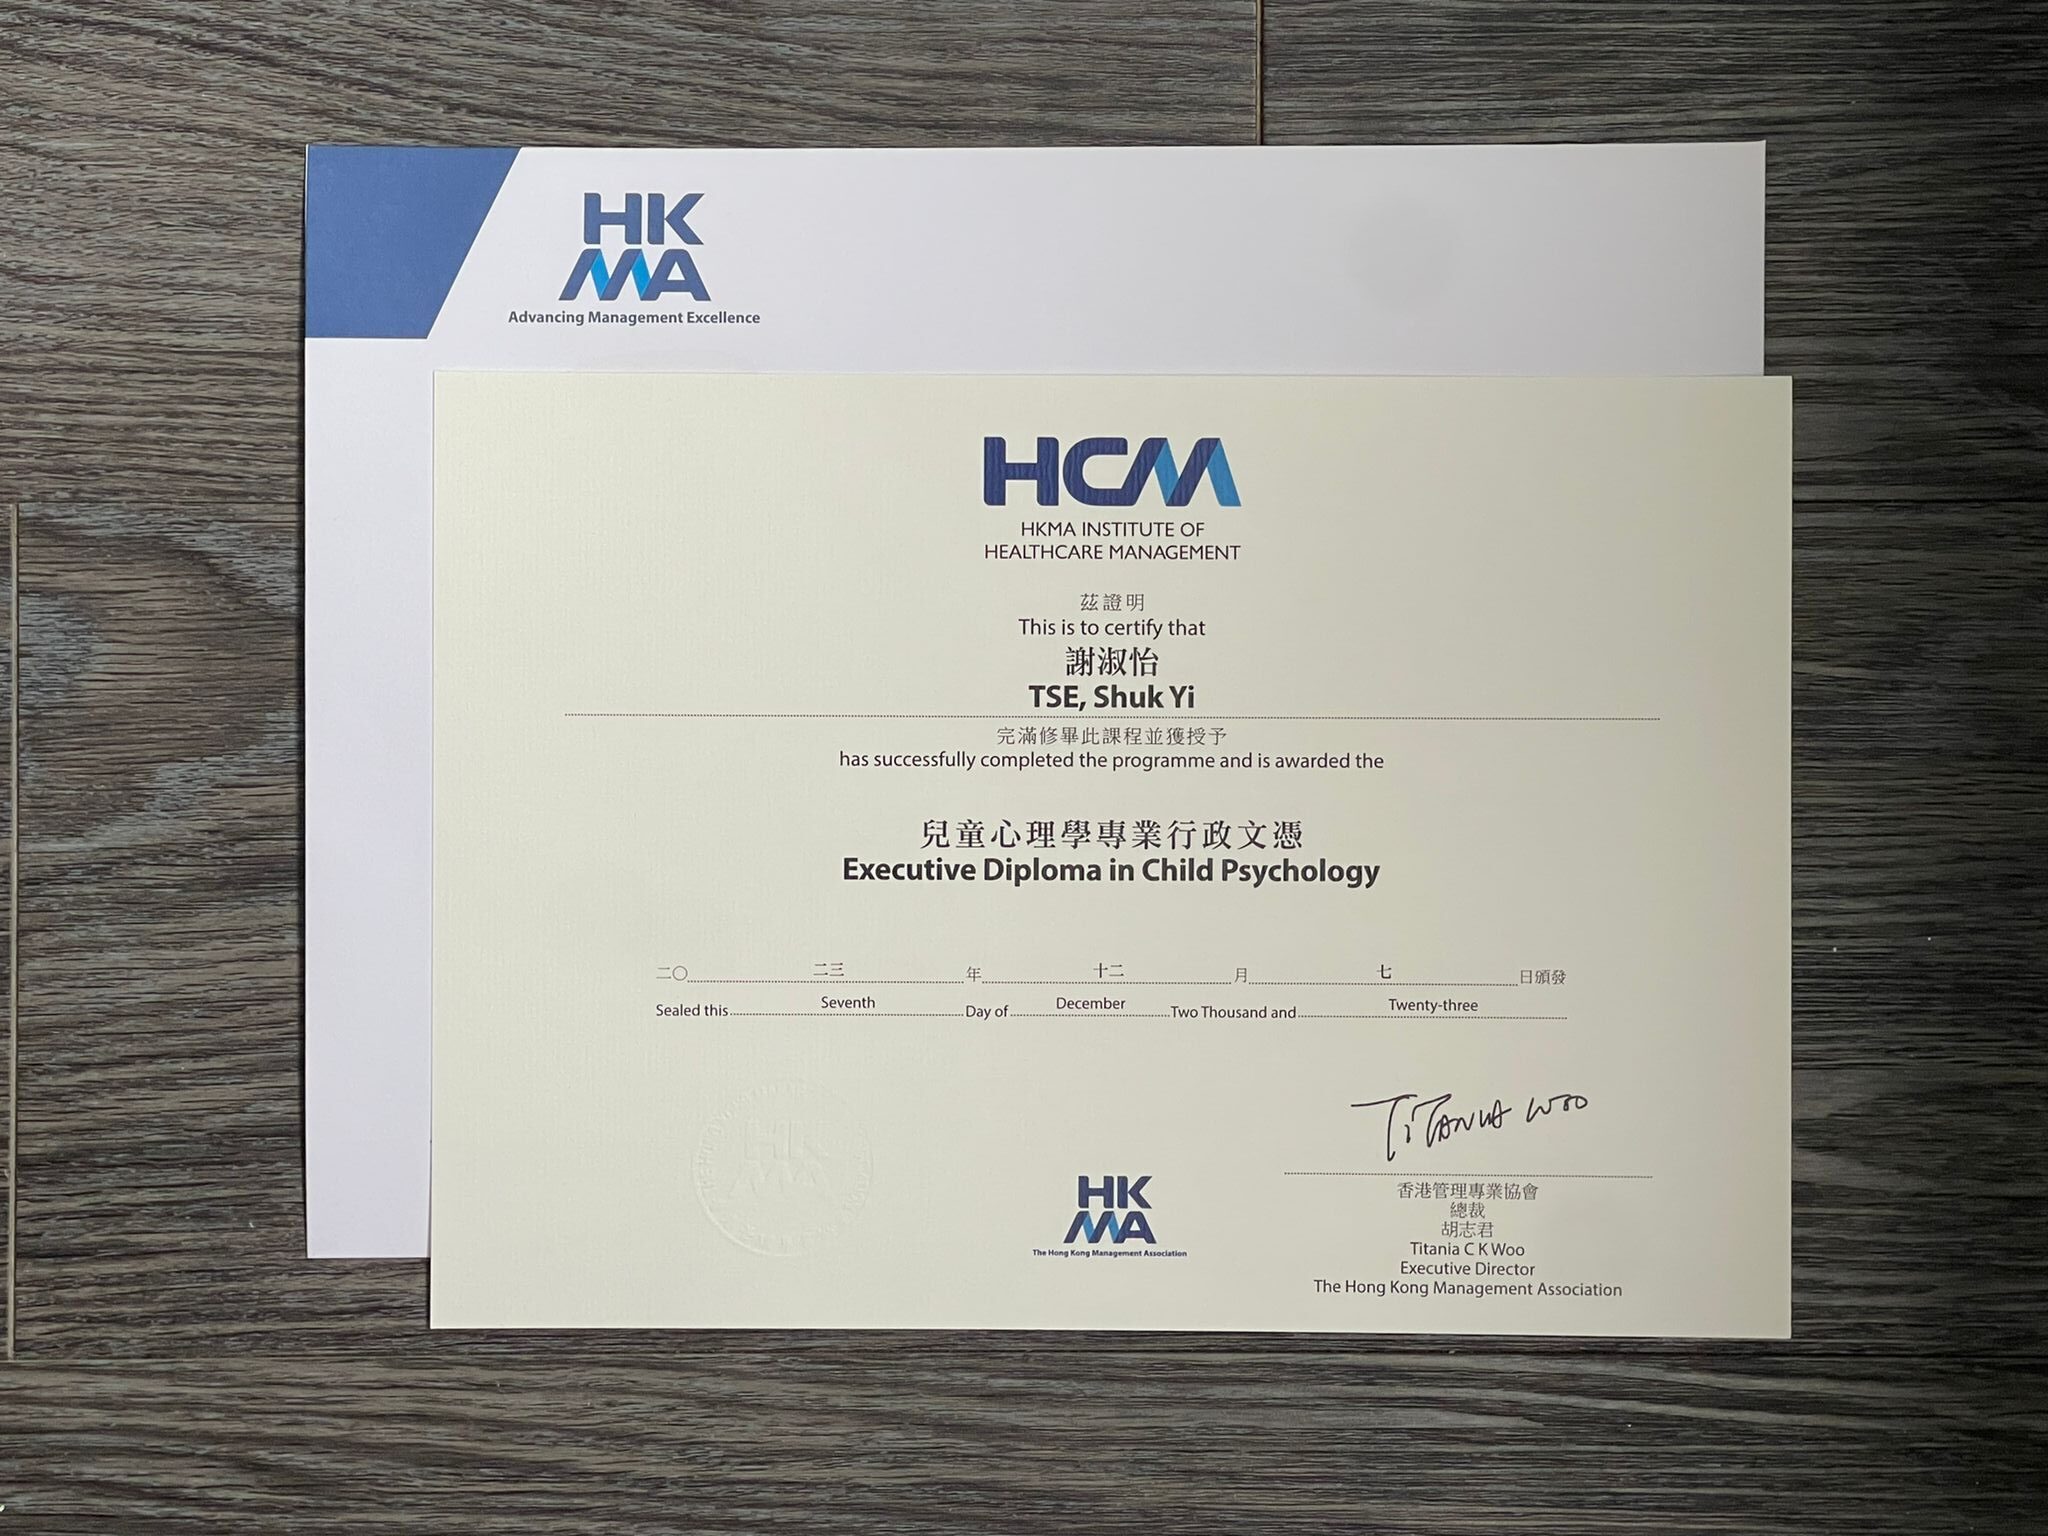 HK
MA
Advancing Management Excellence
HCM
HKMA INSTITUTE OF
HEALTHCARE MANAGEMENT
茲證明
This is to certify that
謝淑怡
TSE, Shuk Yi
完滿修畢此課程並獲授予
has successfully completed the programme and is awarded the
兒童心理學專業行政文憑
Executive Diploma in Child Psychology
二〇 二三 年 十二 月 七 日頒發
Sealed this Seventh Day of December Two Thousand and Twenty-three
HK
MA
TITANIA WOO
HK
MA
The Hong Kong Management Association
香港管理專業協會
總裁
胡志君
Titania C K Woo
Executive Director
The Hong Kong Management Association